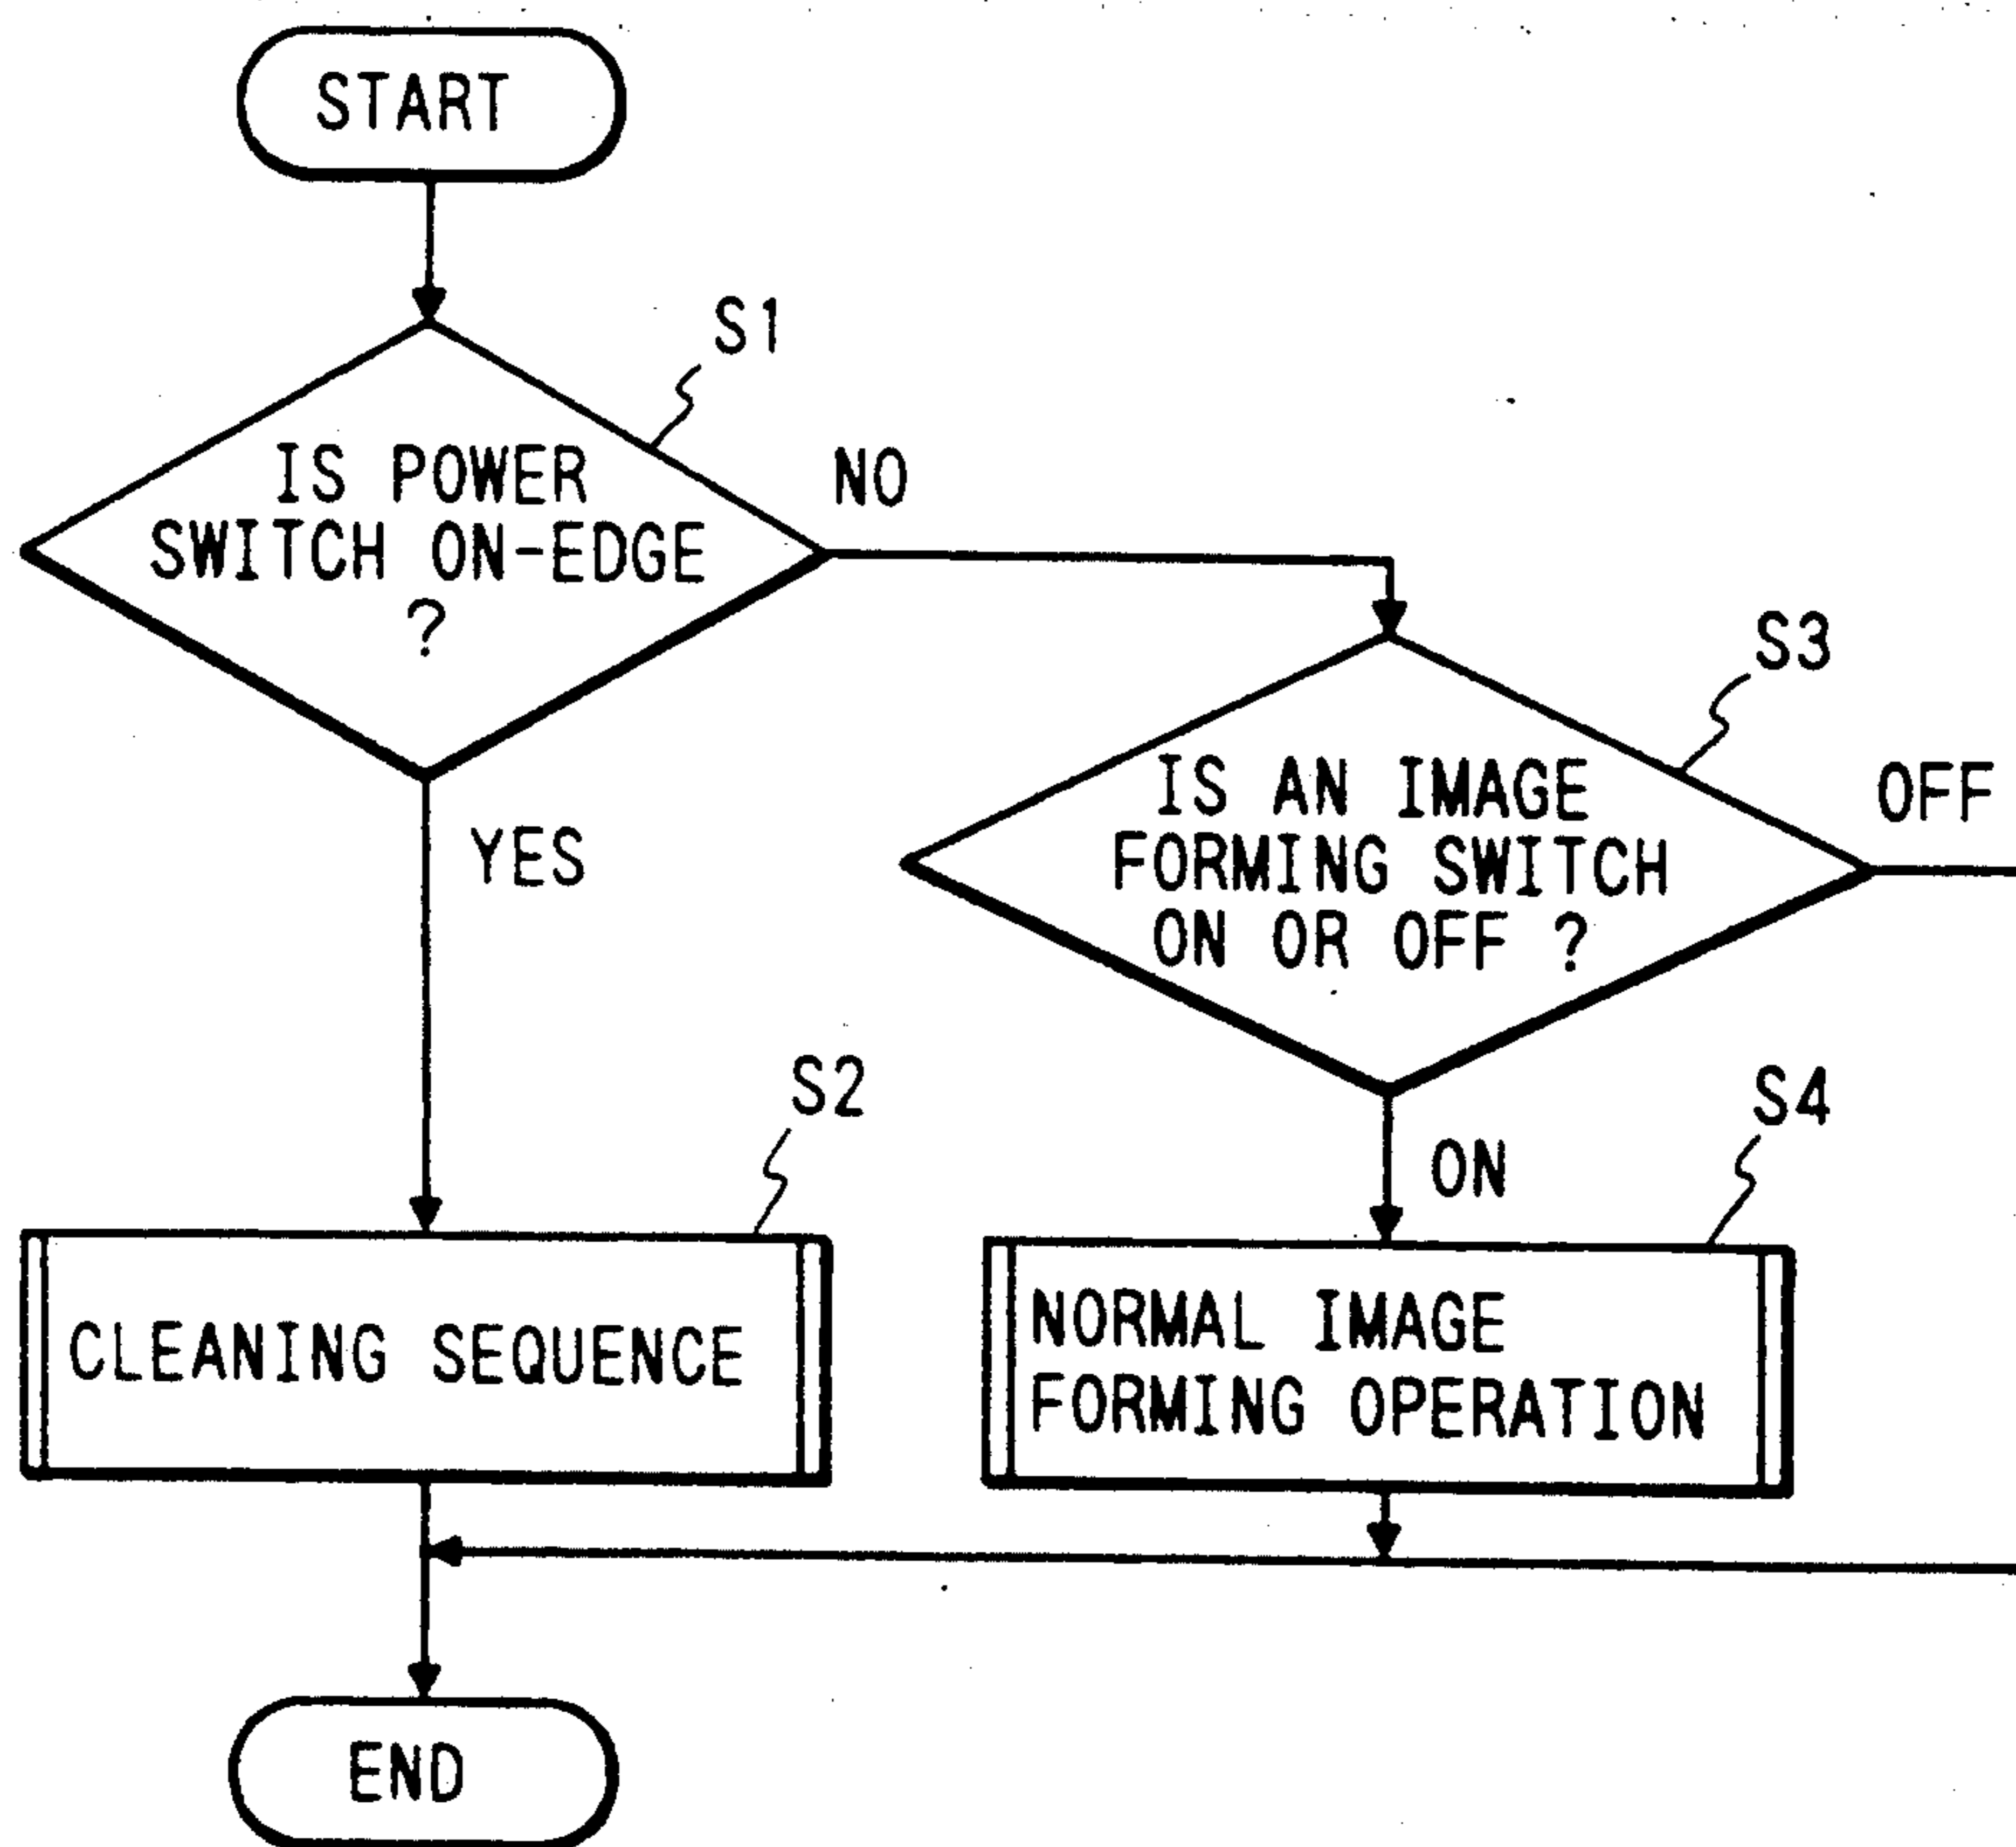 START
S1
IS POWER
SWITCH ON-EDGE
?
NO
YES
S3
IS AN IMAGE
FORMING SWITCH
ON OR OFF ?
OFF
ON
S2
CLEANING SEQUENCE
S4
NORMAL IMAGE
FORMING OPERATION
END